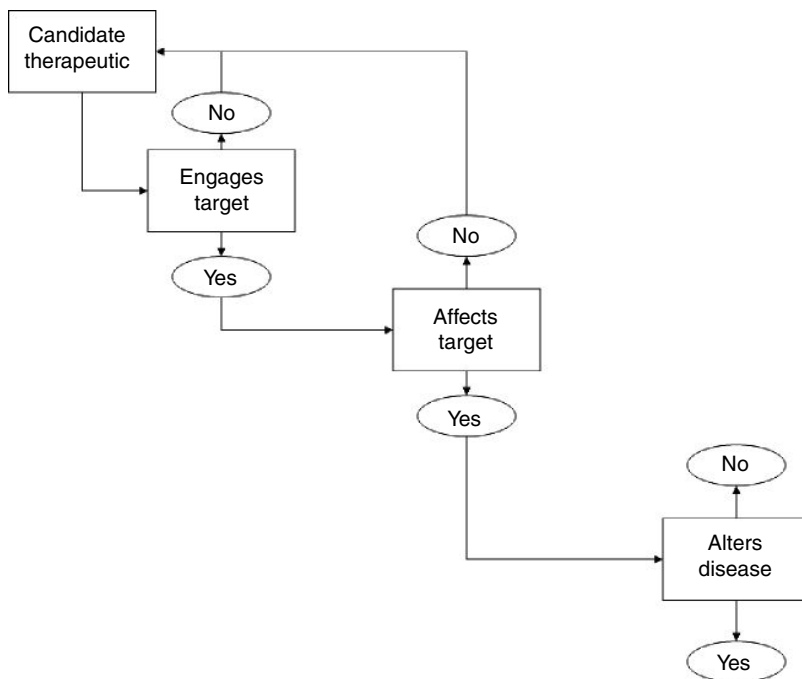 Candidate
therapeutic
No
Engages
target
Yes
No
Affects
target
Yes
No
Alters
disease
Yes